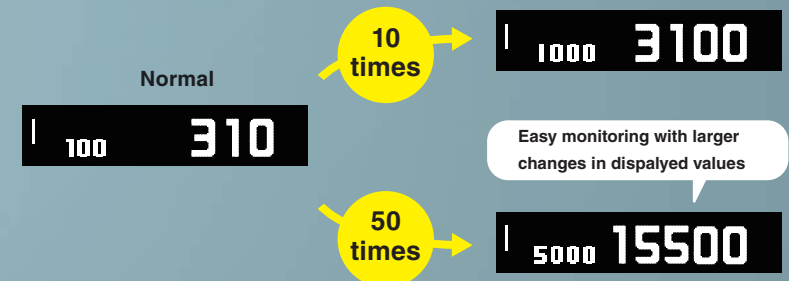 Normal
100 310
10
times
1000 3100
Easy monitoring with larger
changes in dispalyed values
50
times
5000 15500